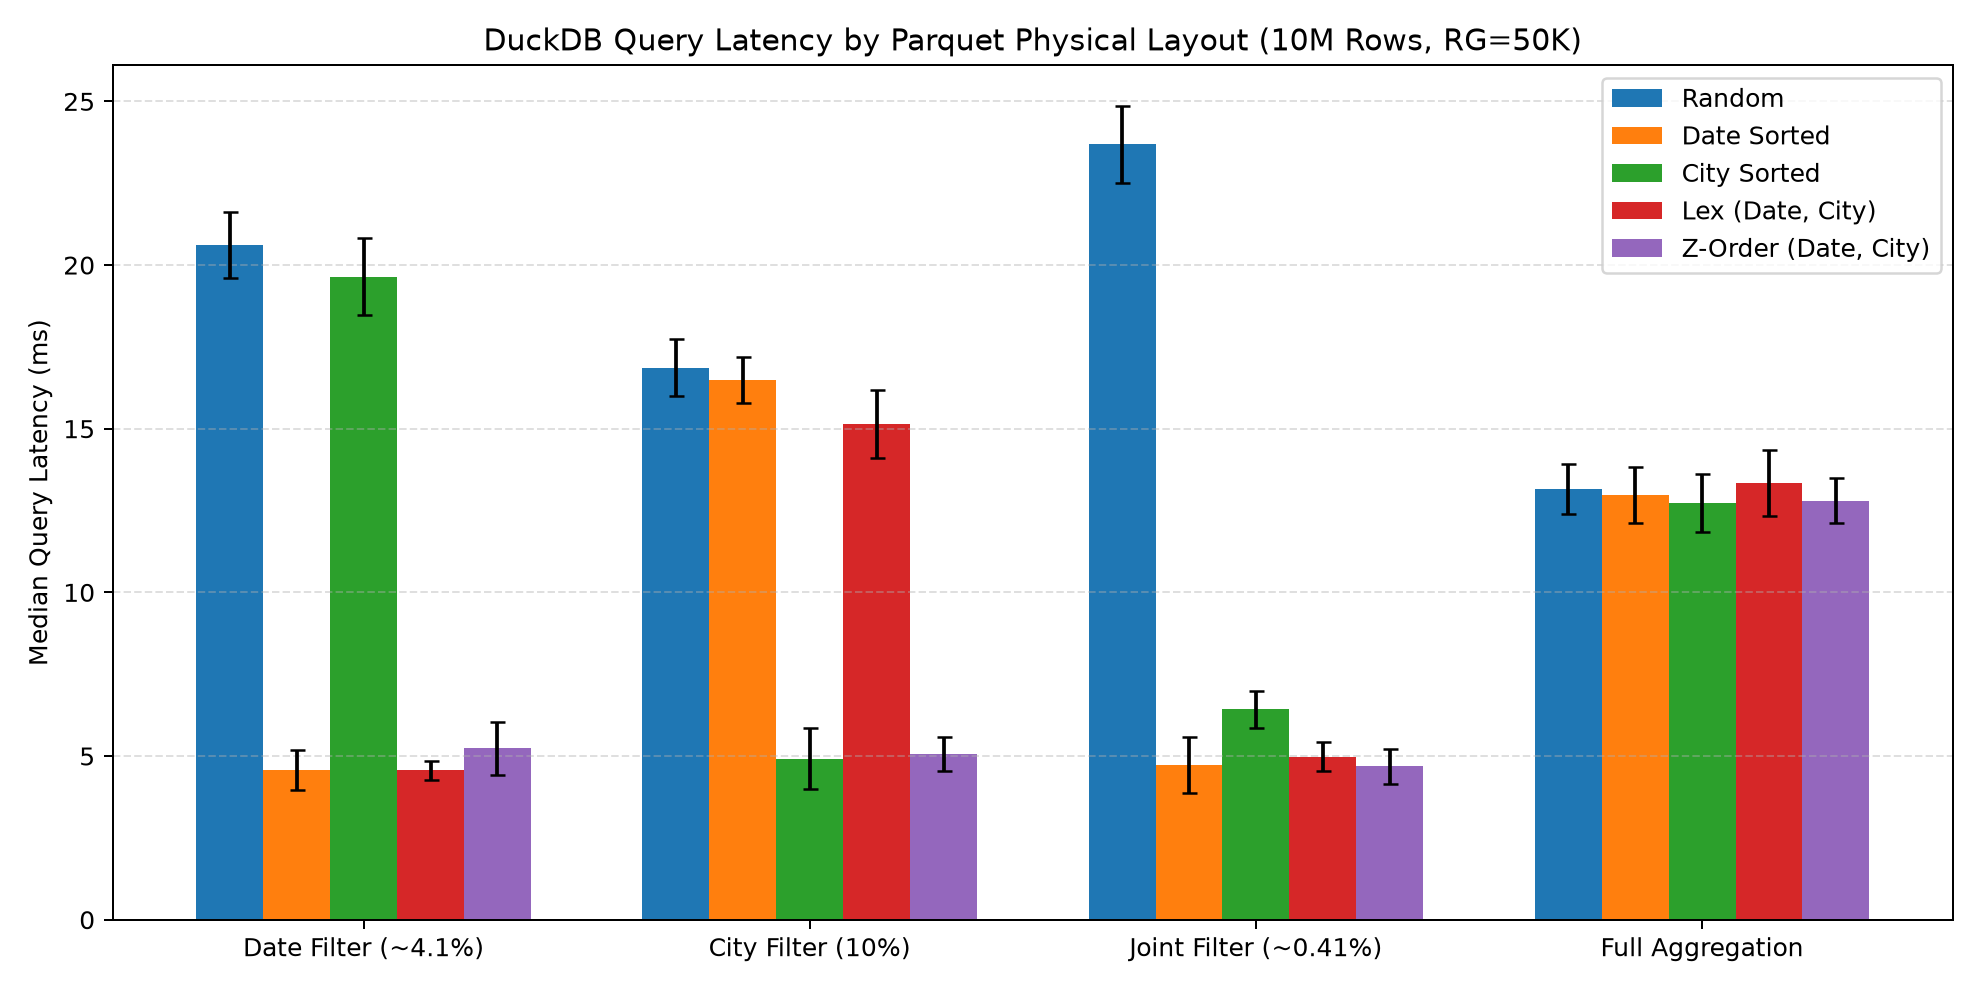 DuckDB Query Latency by Parquet Physical Layout (10M Rows, RG=50K)
Median Query Latency (ms)
25
20
15
10
5
0
Random
Date Sorted
City Sorted
Lex (Date, City)
Z-Order (Date, City)
Date Filter (~4.1%)
City Filter (10%)
Joint Filter (~0.41%)
Full Aggregation